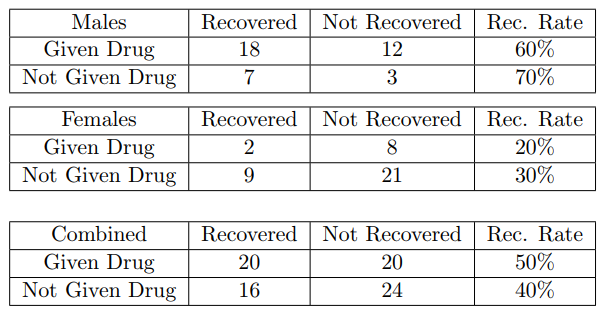 Males Recovered Not Recovered Rec. Rate
Given Drug 18 12 60%
Not Given Drug 7 3 70%
Females Recovered Not Recovered Rec. Rate
Given Drug 2 8 20%
Not Given Drug 9 21 30%
Combined Recovered Not Recovered Rec. Rate
Given Drug 20 20 50%
Not Given Drug 16 24 40%